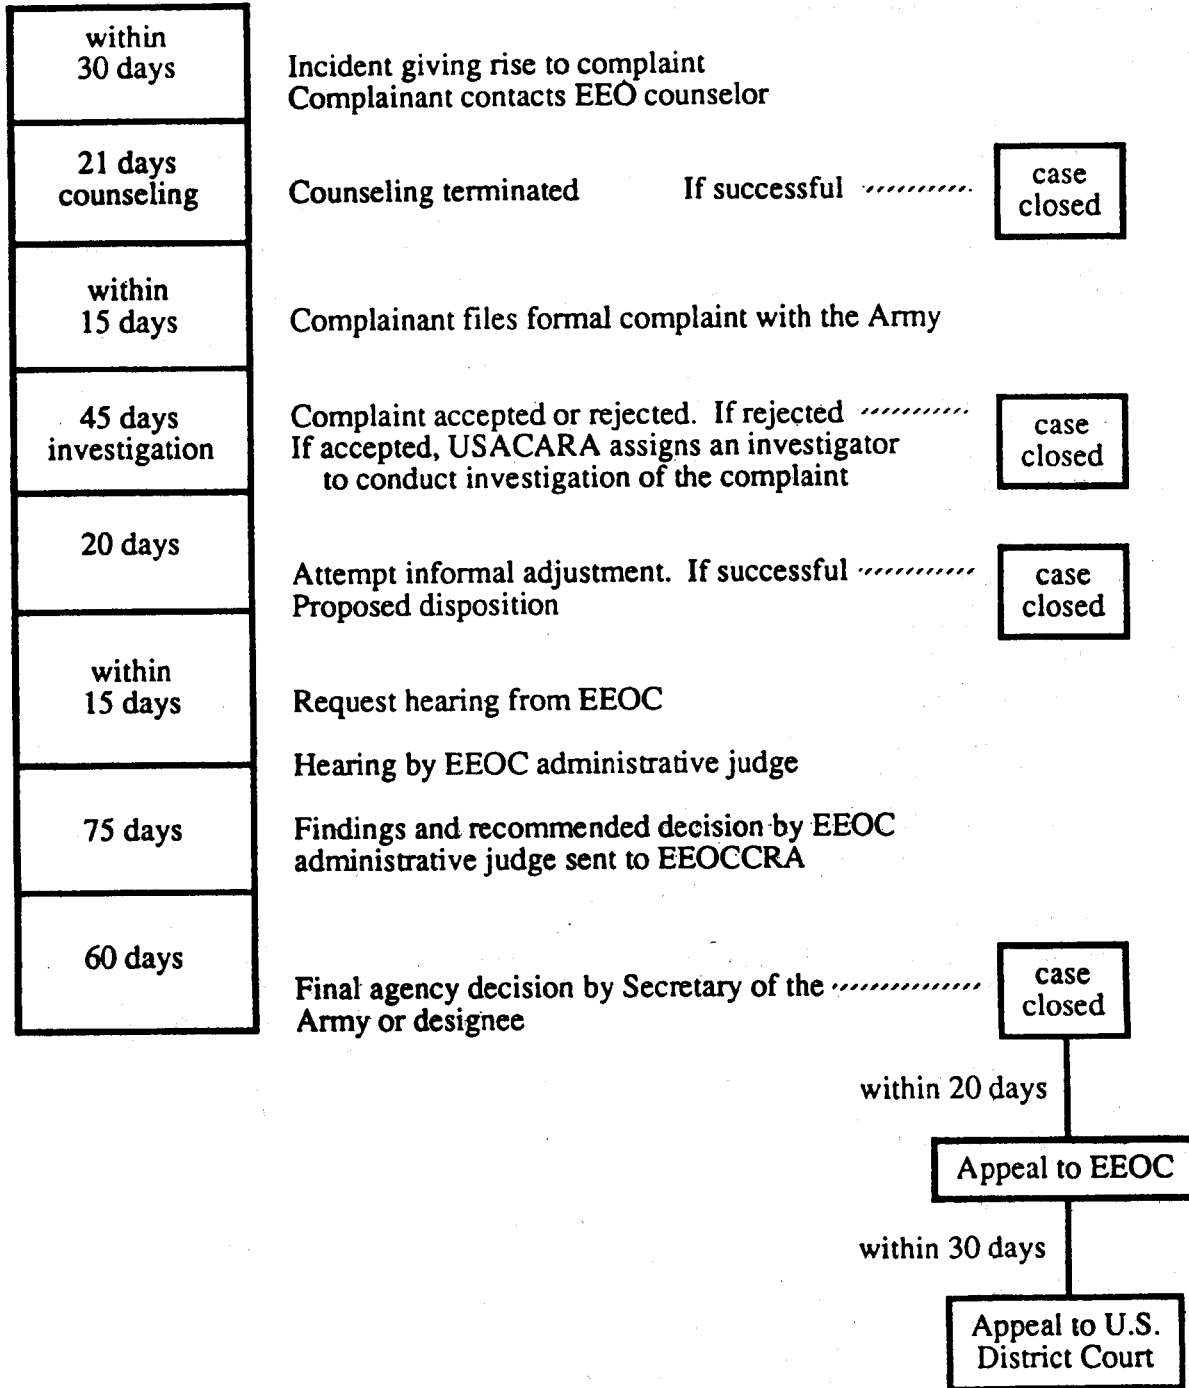 within
30 days
Incident giving rise to complaint
Complainant contacts EEO counselor
21 days
counseling
Counseling terminated If successful
case
closed
within
15 days
Complainant files formal complaint with the Army
45 days
investigation
Complaint accepted or rejected. If rejected
If accepted, USACARA assigns an investigator
to conduct investigation of the complaint
case
closed
20 days
Attempt informal adjustment. If successful
Proposed disposition
case
closed
within
15 days
Request hearing from EEOC
Hearing by EEOC administrative judge
75 days
Findings and recommended decision by EEOC
administrative judge sent to EEOCCRA
60 days
Final agency decision by Secretary of the
Army or designee
case
closed
within 20 days
Appeal to EEOC
within 30 days
Appeal to U.S.
District Court